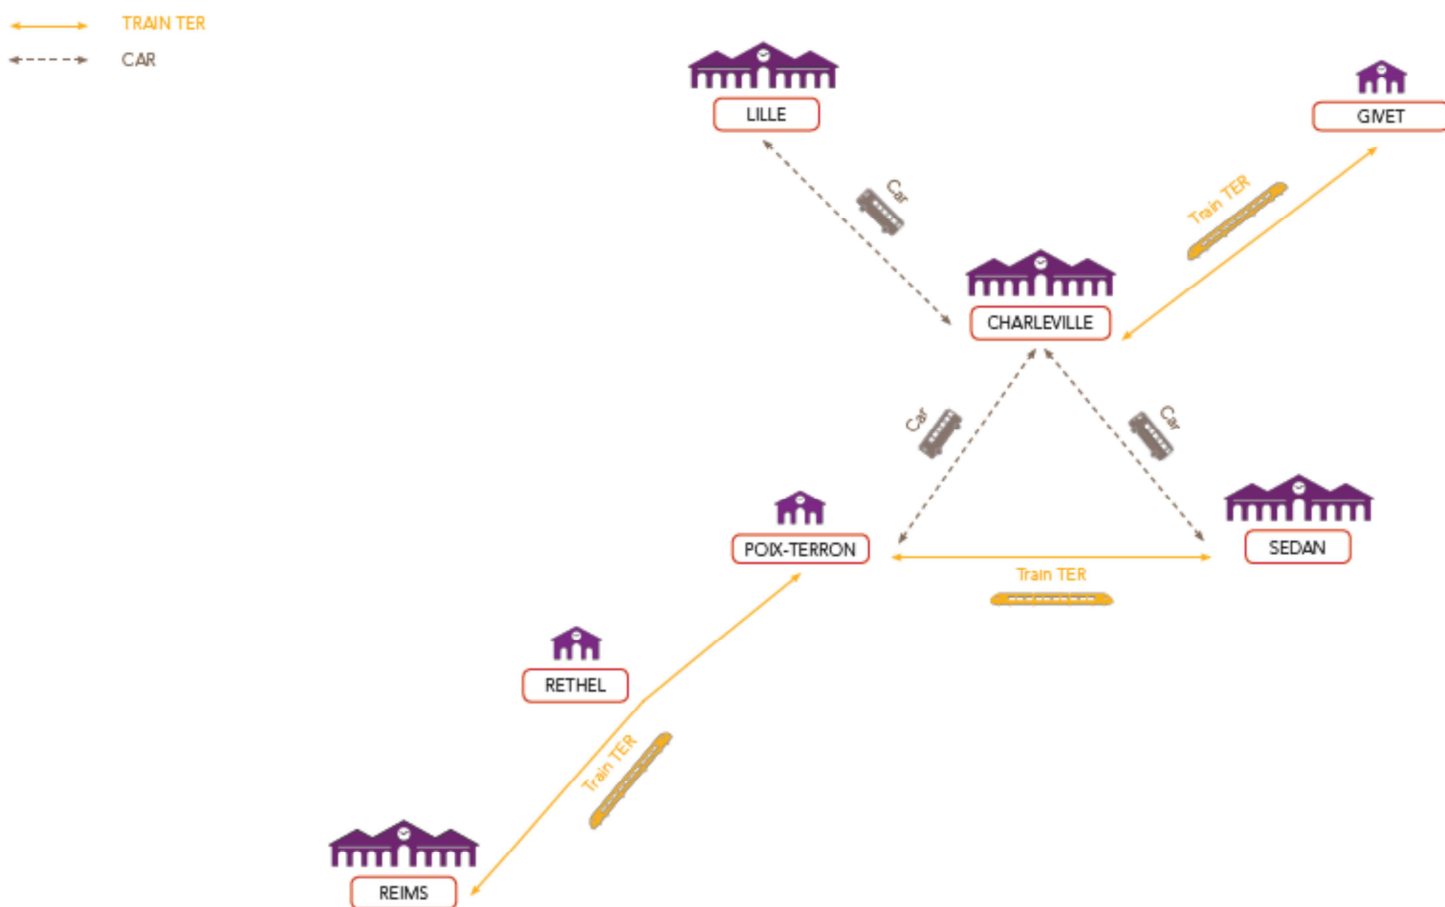 TRAIN TER
CAR
LILLE
GIVET
Car
Train TER
CHARLEVILLE
Car
Car
POIX-TERRON
SEDAN
Train TER
RETHEL
Train TER
REIMS